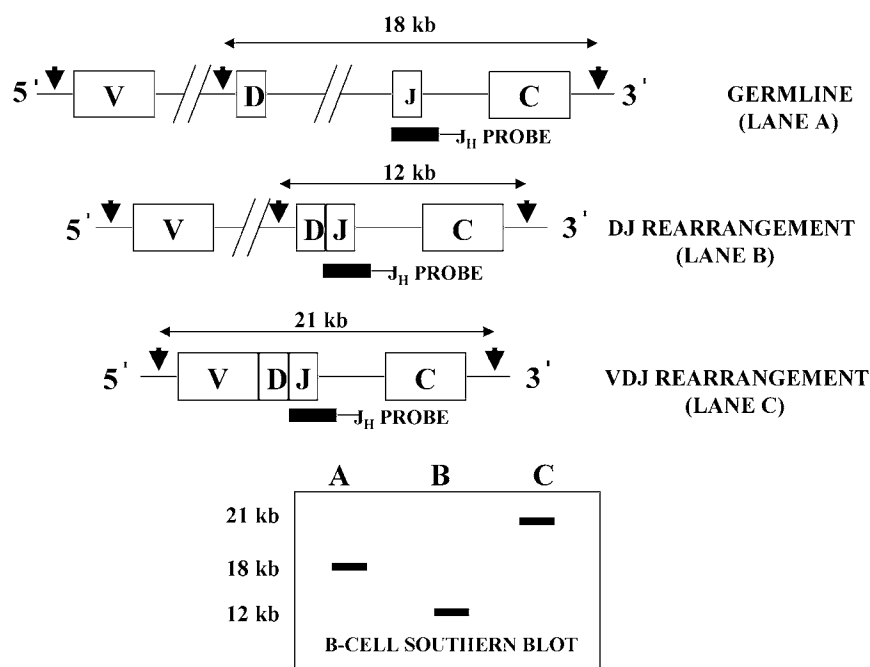 18 kb
5 ' V D J C 3 '
GERMLINE
(LANE A)
JH PROBE
12 kb
5 ' V D J C 3 '
DJ REARRANGEMENT
(LANE B)
JH PROBE
21 kb
5 ' V D J C 3 '
VDJ REARRANGEMENT
(LANE C)
JH PROBE
A B C
21 kb
18 kb
12 kb
B-CELL SOUTHERN BLOT